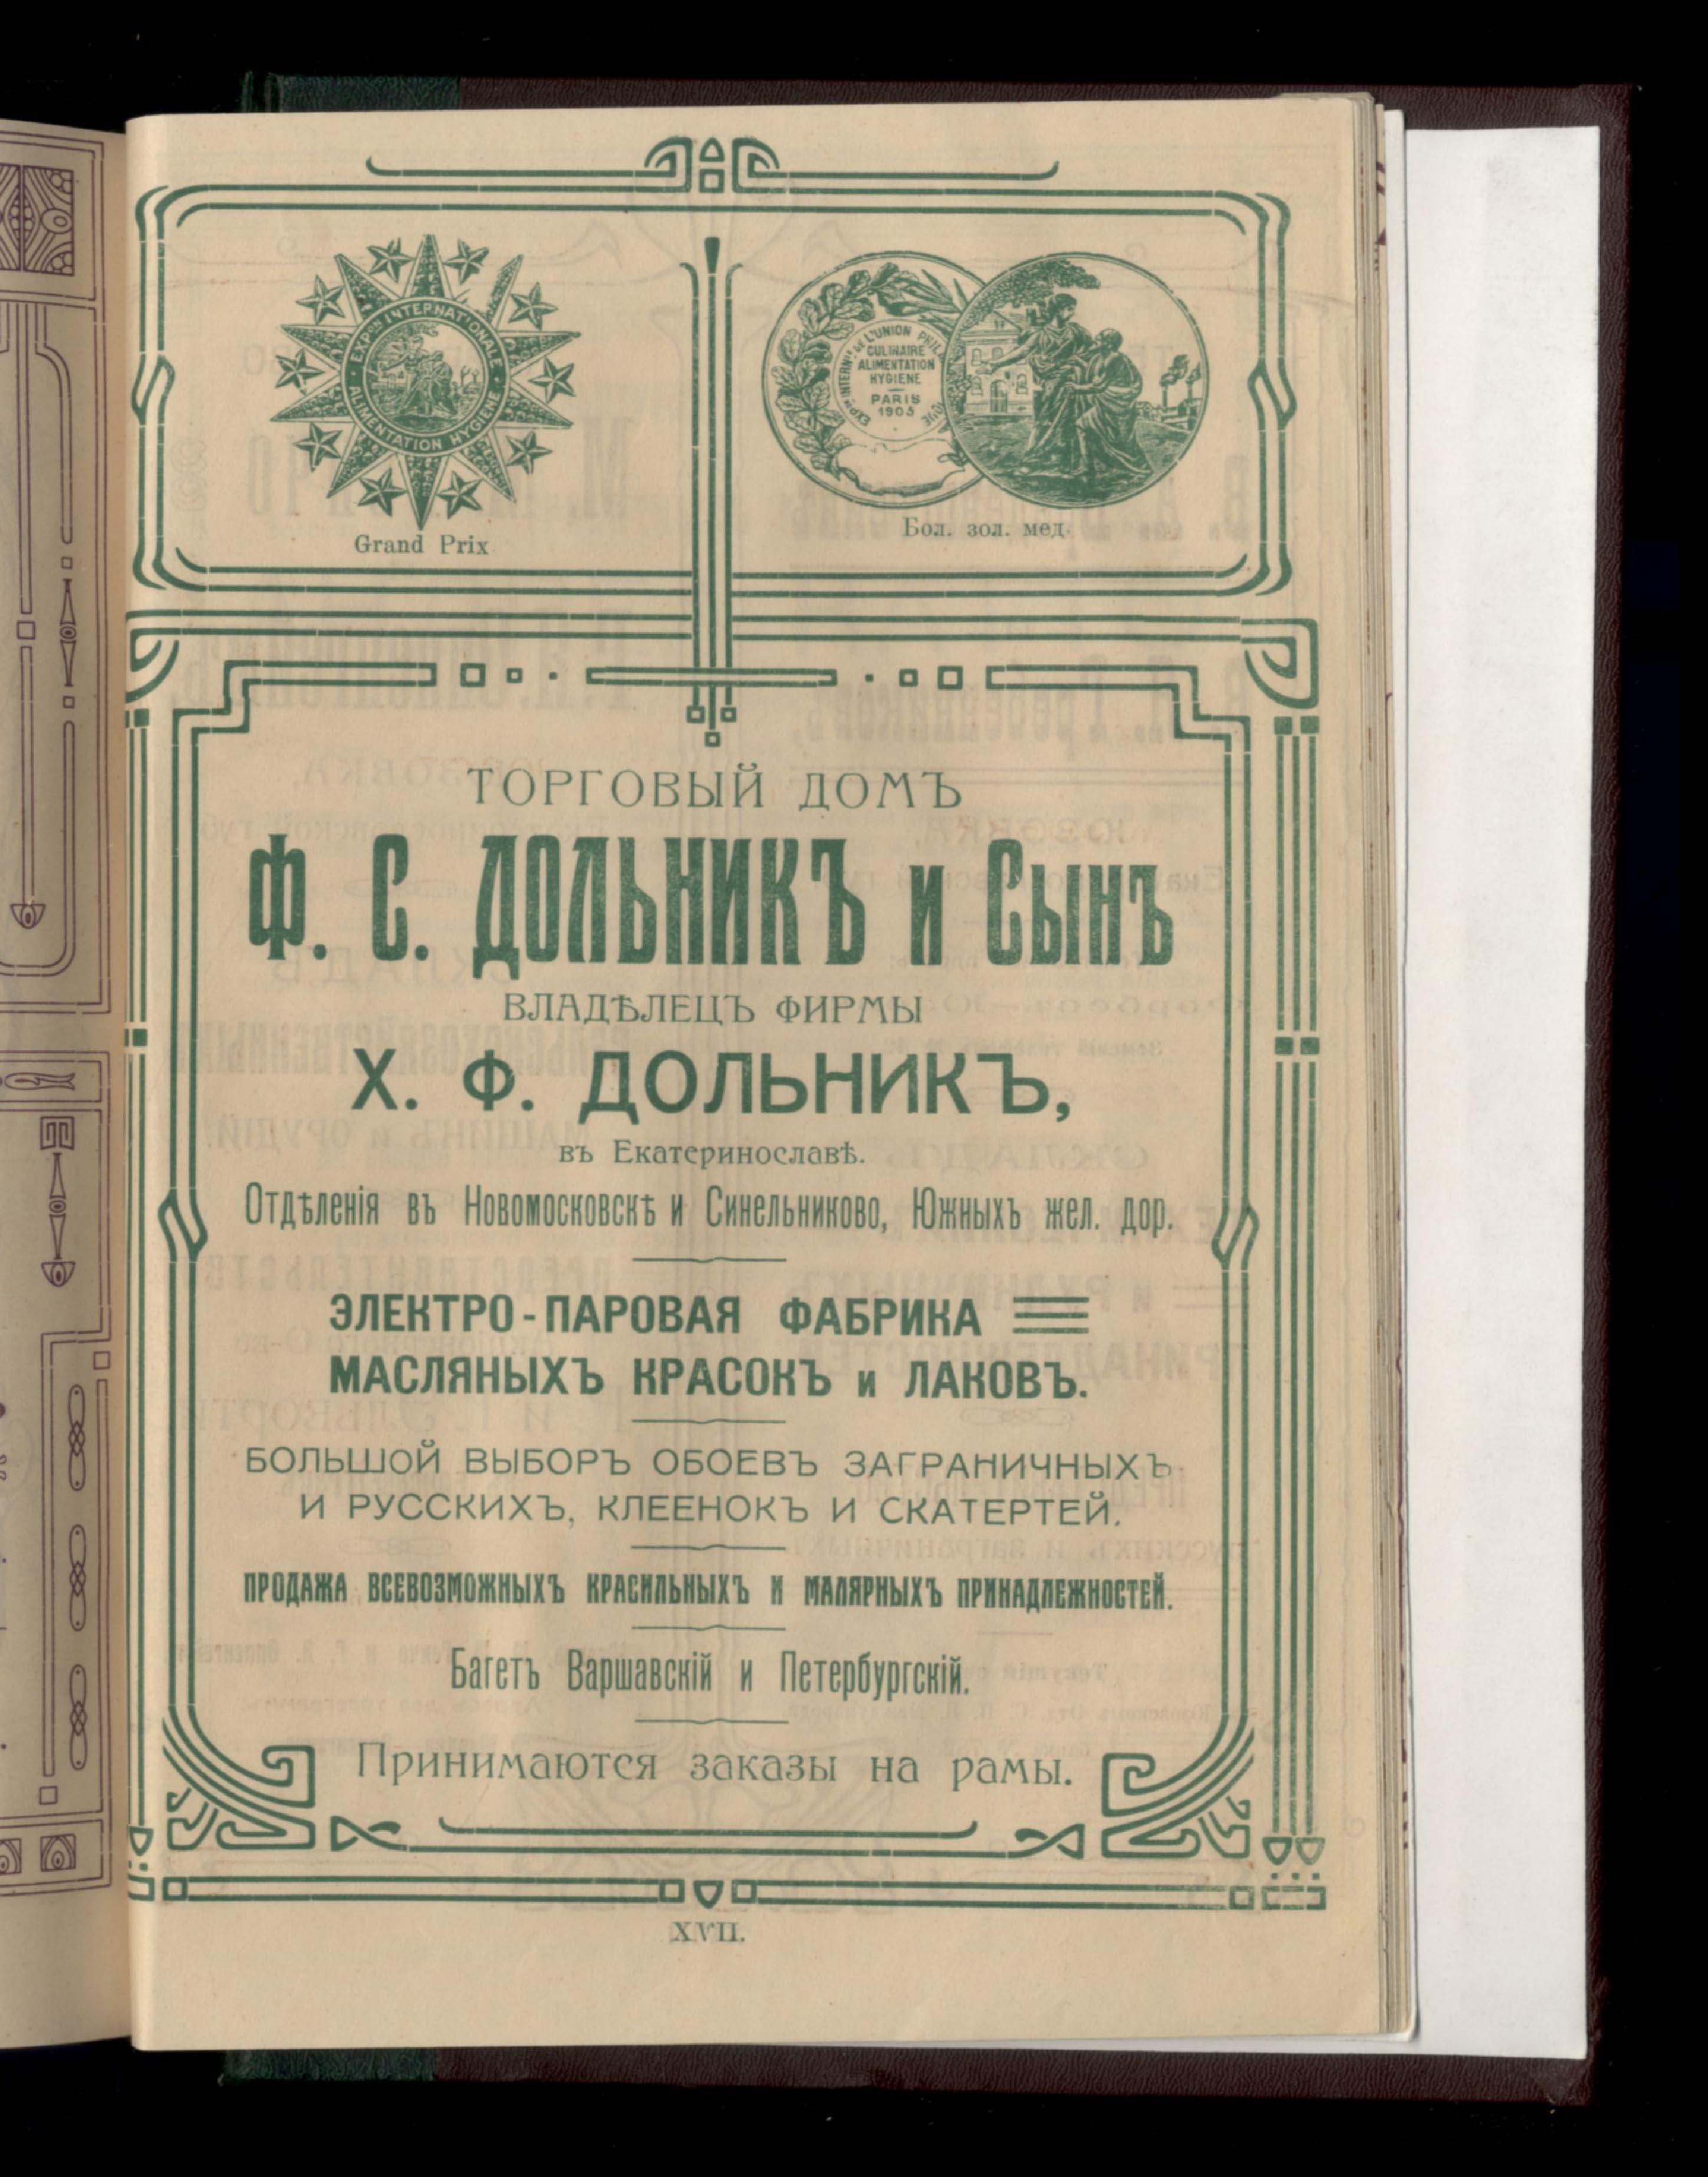 EXPON INTERNATIONALE
ALIMENTATION HYGIENE
Grand Prix
EXPON INTERNLE DE L'UNION
CULINAIRE
ALIMENTATION
HYGIENE
PARIS
1905
Бол. зол. мед.
ТОРГОВЫЙ ДОМЪ
Ф. С. ДОЛЬНИКЪ и Сынъ
ВЛАДѢЛЕЦЪ ФИРМЫ
Х. Ф. ДОЛЬНИКЪ,
въ Екатеринославѣ.
Отдѣленія въ Новомосковскѣ и Синельниково, Южныхъ жел. дор.
ЭЛЕКТРО-ПАРОВАЯ ФАБРИКА
МАСЛЯНЫХЪ КРАСОКЪ и ЛАКОВЪ.
БОЛЬШОЙ ВЫБОРЪ ОБОЕВЪ ЗАГРАНИЧНЫХЪ
И РУССКИХЪ, КЛЕЕНОКЪ И СКАТЕРТЕЙ.
ПРОДАЖА ВСЕВОЗМОЖНЫХЪ КРАСИЛЬНЫХЪ И МАЛЯРНЫХЪ ПРИНАДЛЕЖНОСТЕЙ.
Багетъ Варшавскій и Петербургскій.
Принимаются заказы на рамы.
XVII.